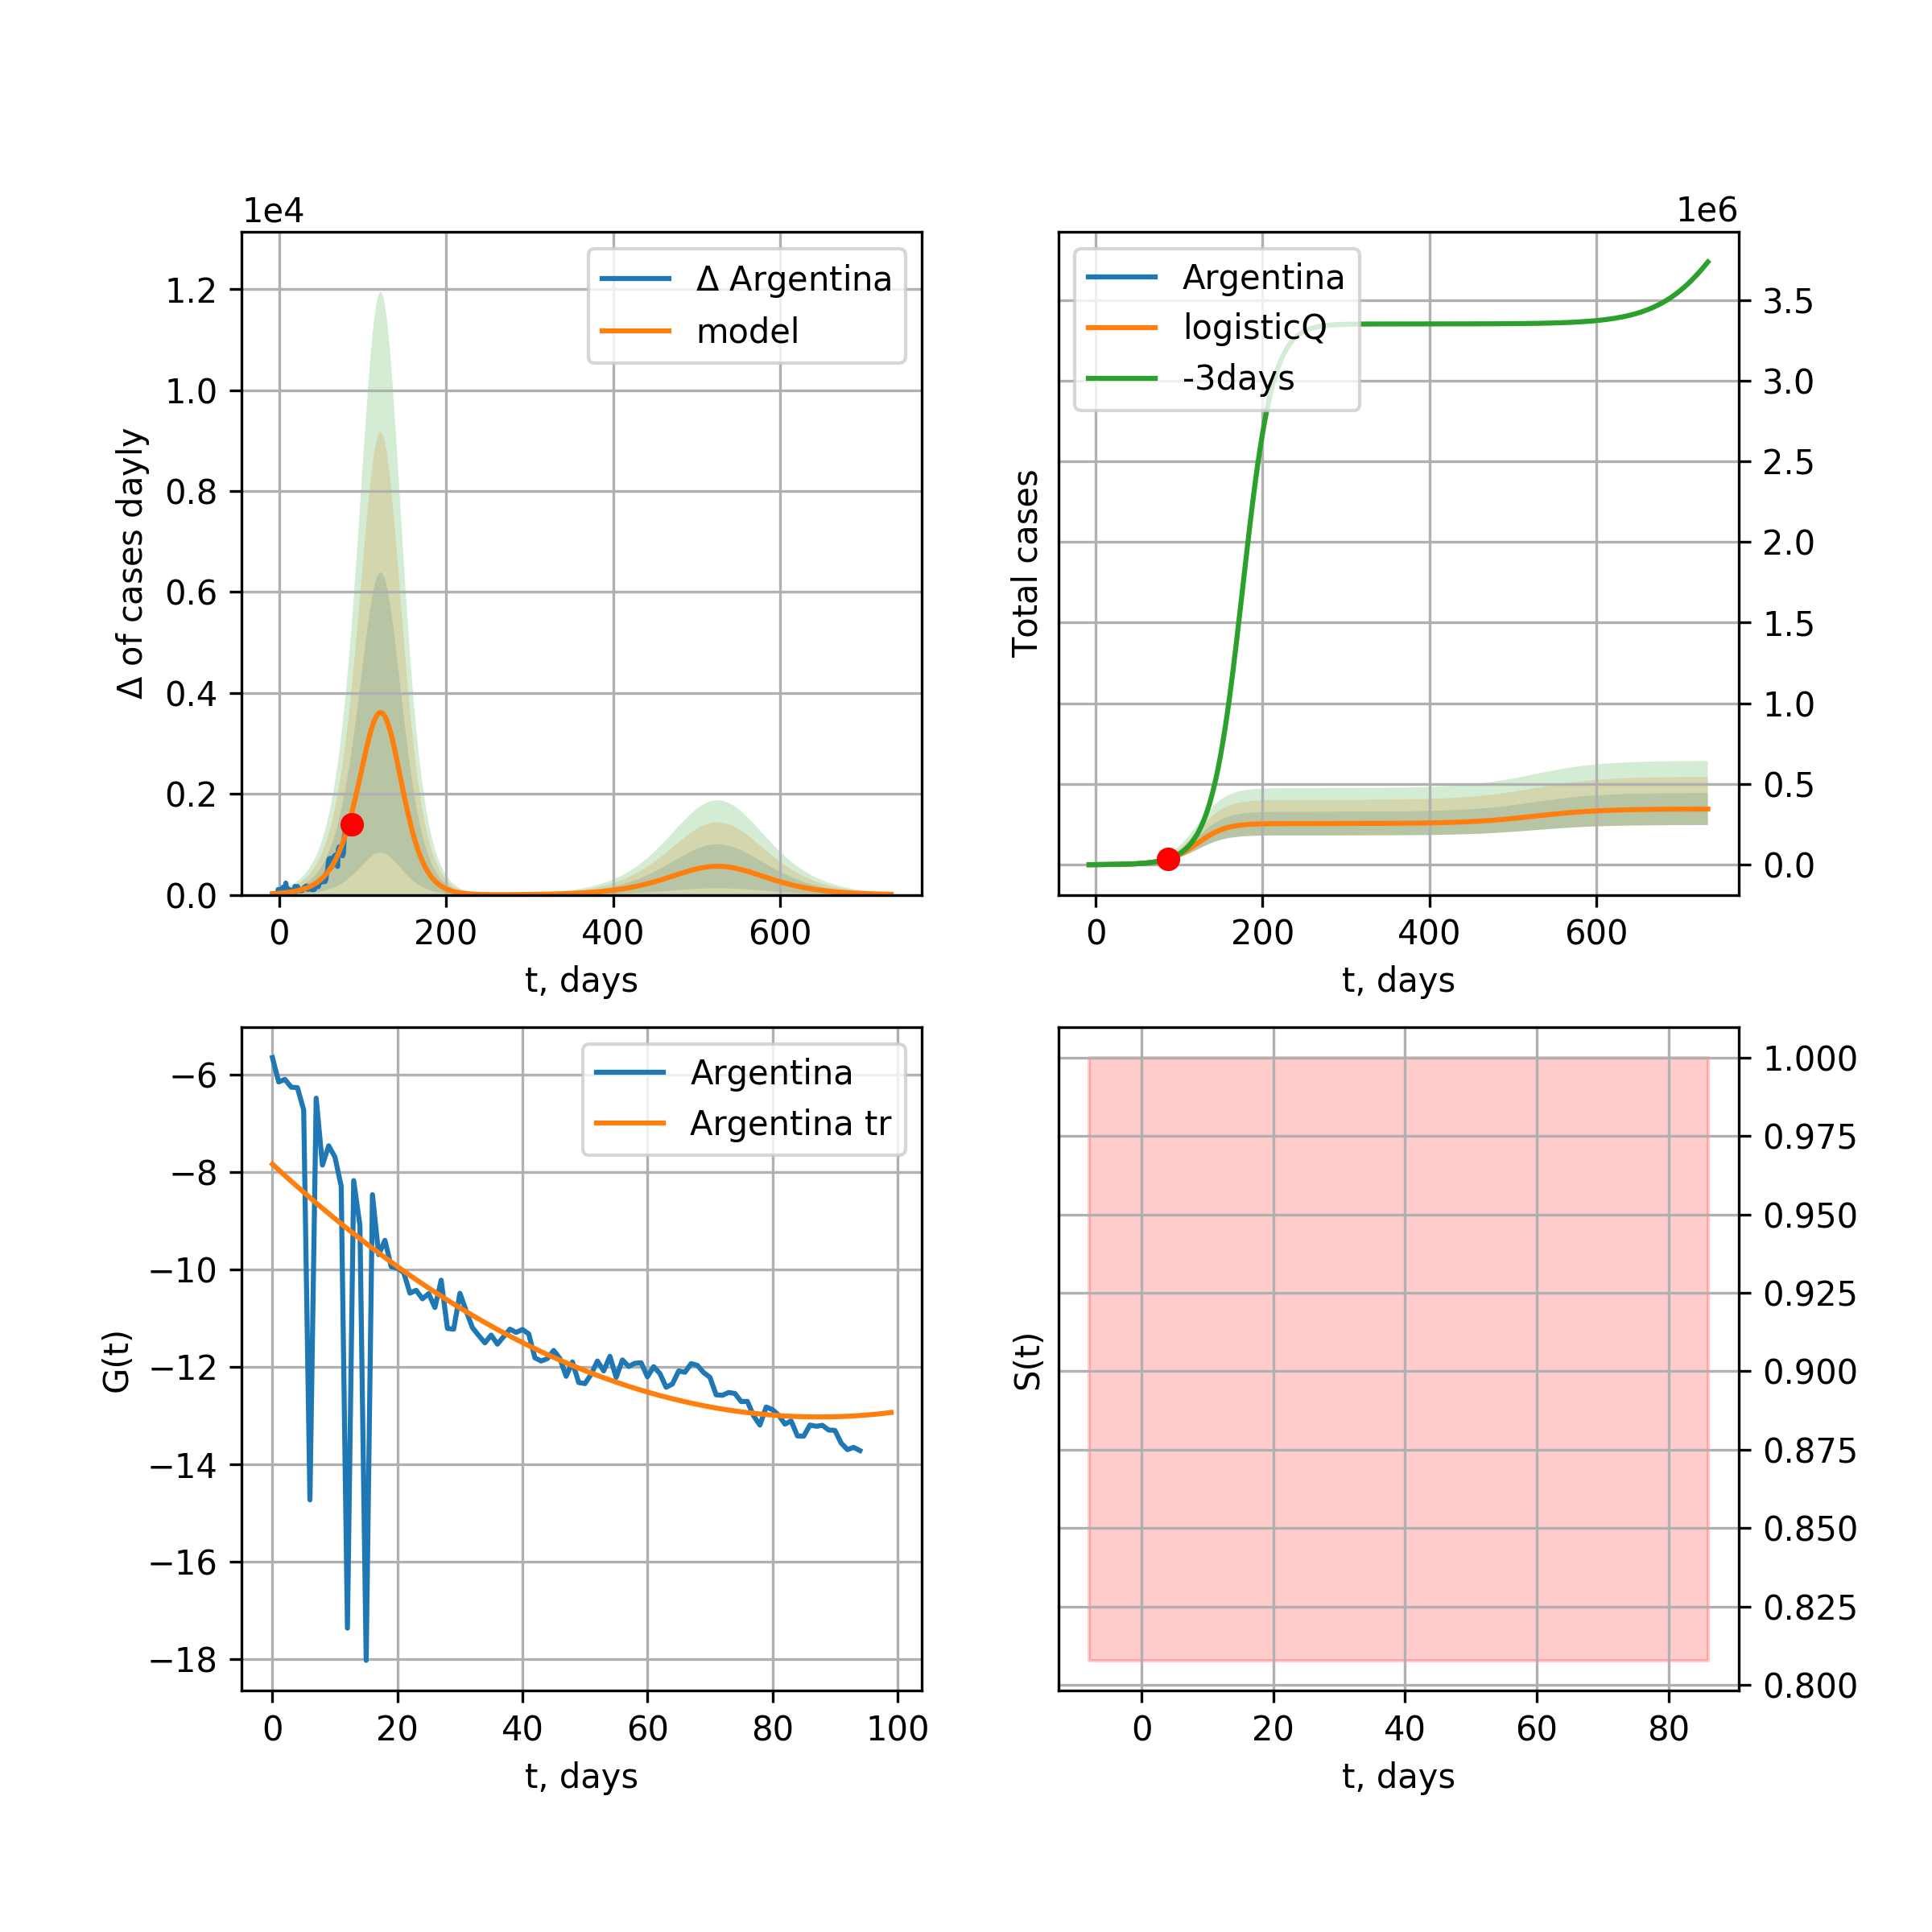 1e4
Δ of cases dayly
1.2
1.0
0.8
0.6
0.4
0.2
0.0
Δ Argentina
model
0 200 400 600
t, days
1e6
Total cases
Argentina
logisticQ
-3days
3.5
3.0
2.5
2.0
1.5
1.0
0.5
0.0
0 200 400 600
t, days
G(t)
−6
−8
−10
−12
−14
−16
−18
Argentina
Argentina tr
0 20 40 60 80 100
t, days
S(t)
1.000
0.975
0.950
0.925
0.900
0.875
0.850
0.825
0.800
0 20 40 60 80
t, days